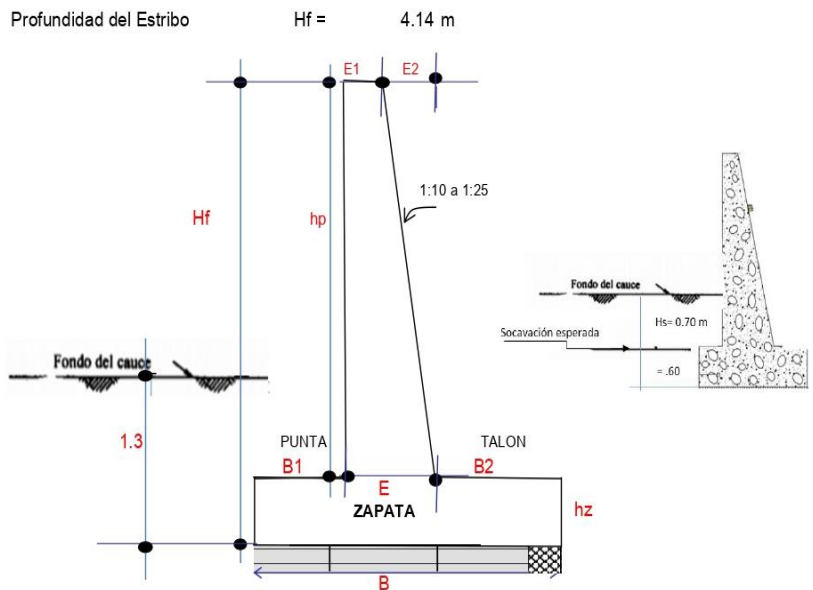 Profundidad del Estribo Hf = 4.14 m
E1 E2
1:10 a 1:25
Hf
hp
Fondo del cauce
Hs= 0.70 m
Socavación esperada
= .60
Fondo del cauce
1.3
PUNTA
TALON
B1
B2
E
ZAPATA
hz
B